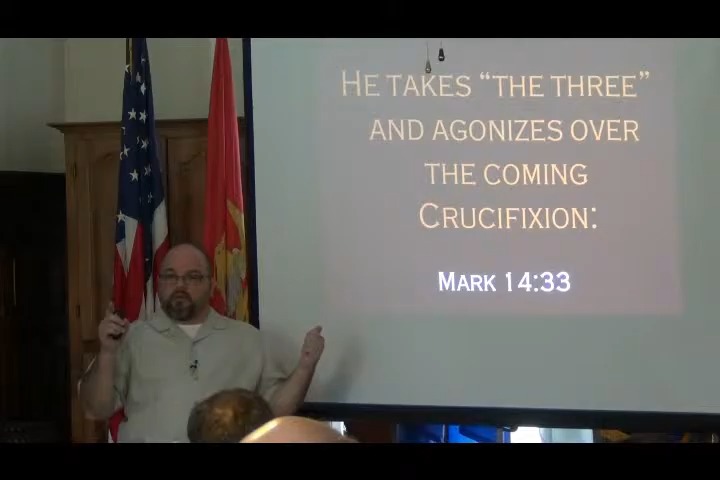 HE TAKES “THE THREE”
AND AGONIZES OVER
THE COMING
CRUCIFIXION:
MARK 14:33